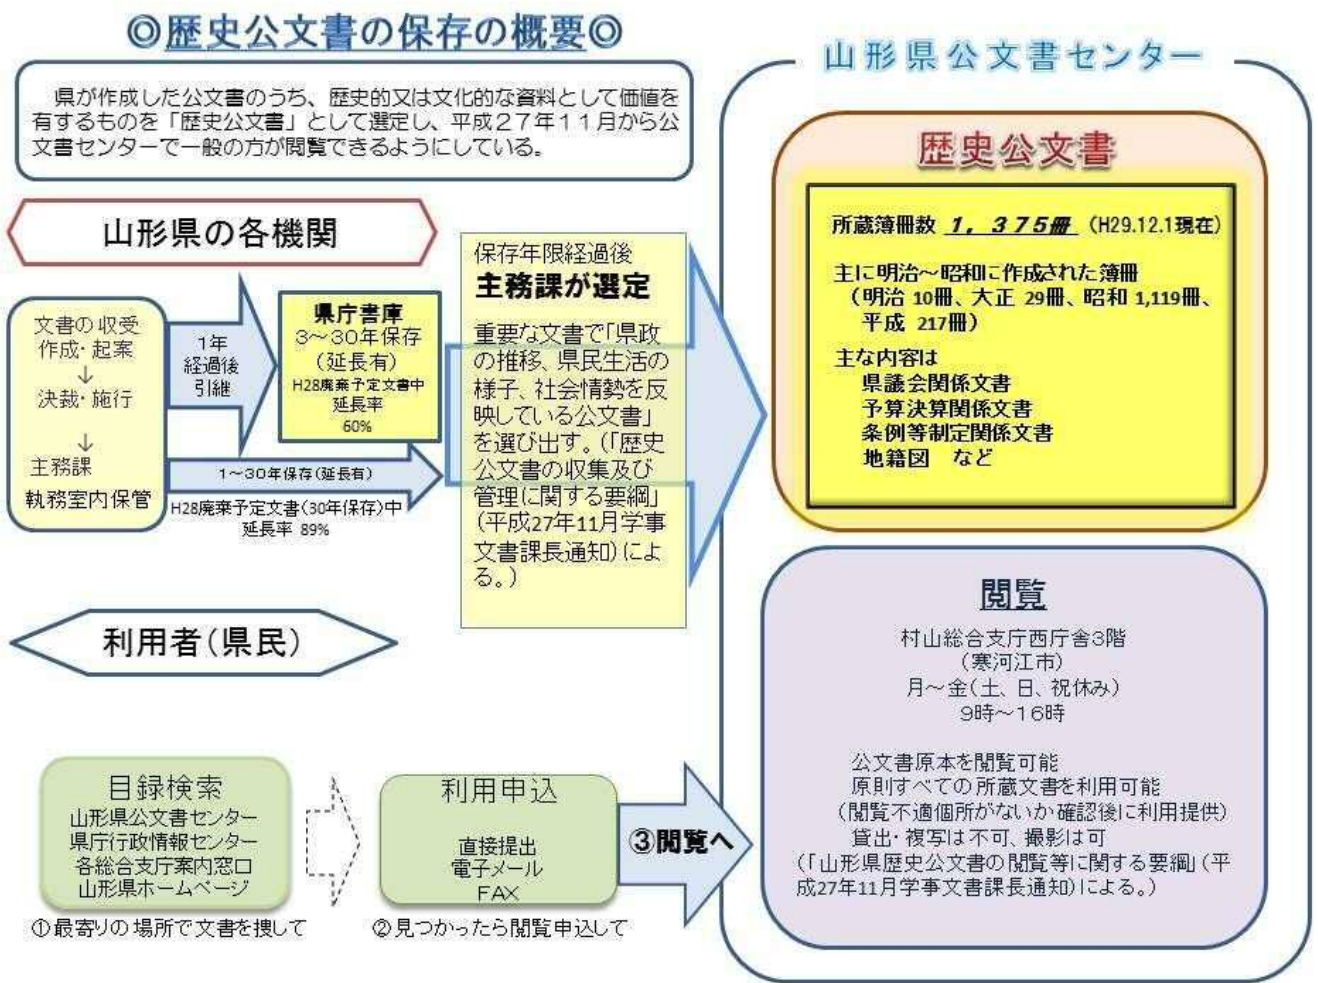 ◎歴史公文書の保存の概要◎
県が作成した公文書のうち、歴史的又は文化的な資料として価値を
有するものを「歴史公文書」として選定し、平成27年11月から公
文書センターで一般の方が閲覧できるようにしている。
山形県の各機関
文書の収受
作成・起案
↓
決裁・施行
↓
主務課
執務室内保管
1年
経過後
引継
県庁書庫
3～30年保存
(延長有)
H28廃棄予定文書中
延長率
60%
1～30年保存(延長有)
H28廃棄予定文書(30年保存)中
延長率 89%
保存年限経過後
主務課が選定
重要な文書で「県政
の推移、県民生活の
様子、社会情勢を反
映している公文書」
を選び出す。(「歴史
公文書の収集及び
管理に関する要綱」
(平成27年11月学事
文書課長通知)によ
る。)
山形県公文書センター
歴史公文書
所蔵簿冊数 1,375冊 (H29.12.1現在)
主に明治～昭和に作成された簿冊
(明治 10冊、大正 29冊、昭和 1,119冊、
平成 217冊)
主な内容は
県議会関係文書
予算決算関係文書
条例等制定関係文書
地籍図 など
閲覧
村山総合支庁西庁舎3階
(寒河江市)
月～金(土、日、祝休み)
9時～16時
公文書原本を閲覧可能
原則すべての所蔵文書を利用可能
(閲覧不適個所がないか確認後に利用提供)
貸出・複写は不可、撮影は可
(「山形県歴史公文書の閲覧等に関する要綱」(平
成27年11月学事文書課長通知)による。)
利用者(県民)
目録検索
山形県公文書センター
県庁行政情報センター
各総合支庁案内窓口
山形県ホームページ
①最寄りの場所で文書を捜して
利用申込
直接提出
電子メール
FAX
②見つかったら閲覧申込して
③閲覧へ